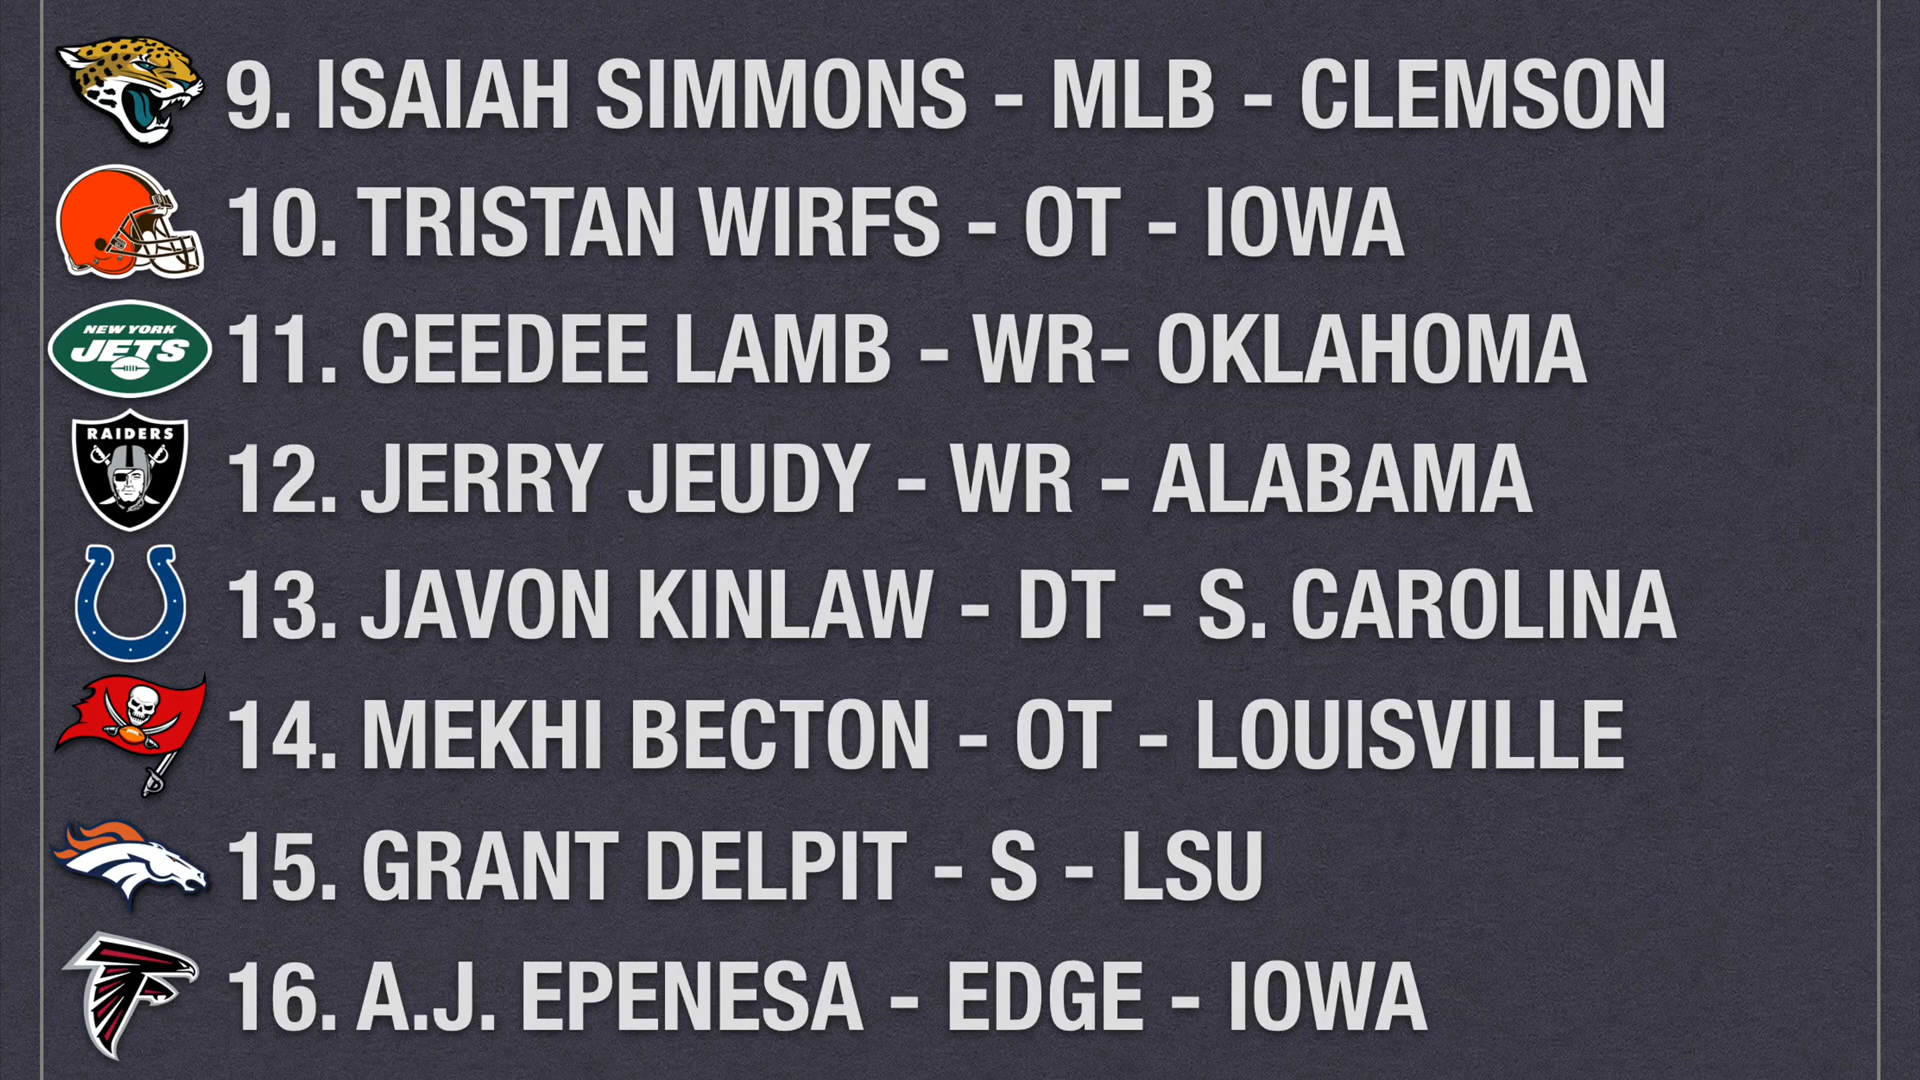 9. ISAIAH SIMMONS - MLB - CLEMSON
10. TRISTAN WIRFS - OT - IOWA
NEW YORK
JETS
11. CEEDEE LAMB - WR- OKLAHOMA
RAIDERS
12. JERRY JEUDY - WR - ALABAMA
13. JAVON KINLAW - DT - S. CAROLINA
14. MEKHI BECTON - OT - LOUISVILLE
15. GRANT DELPIT - S - LSU
16. A.J. EPENESA - EDGE - IOWA